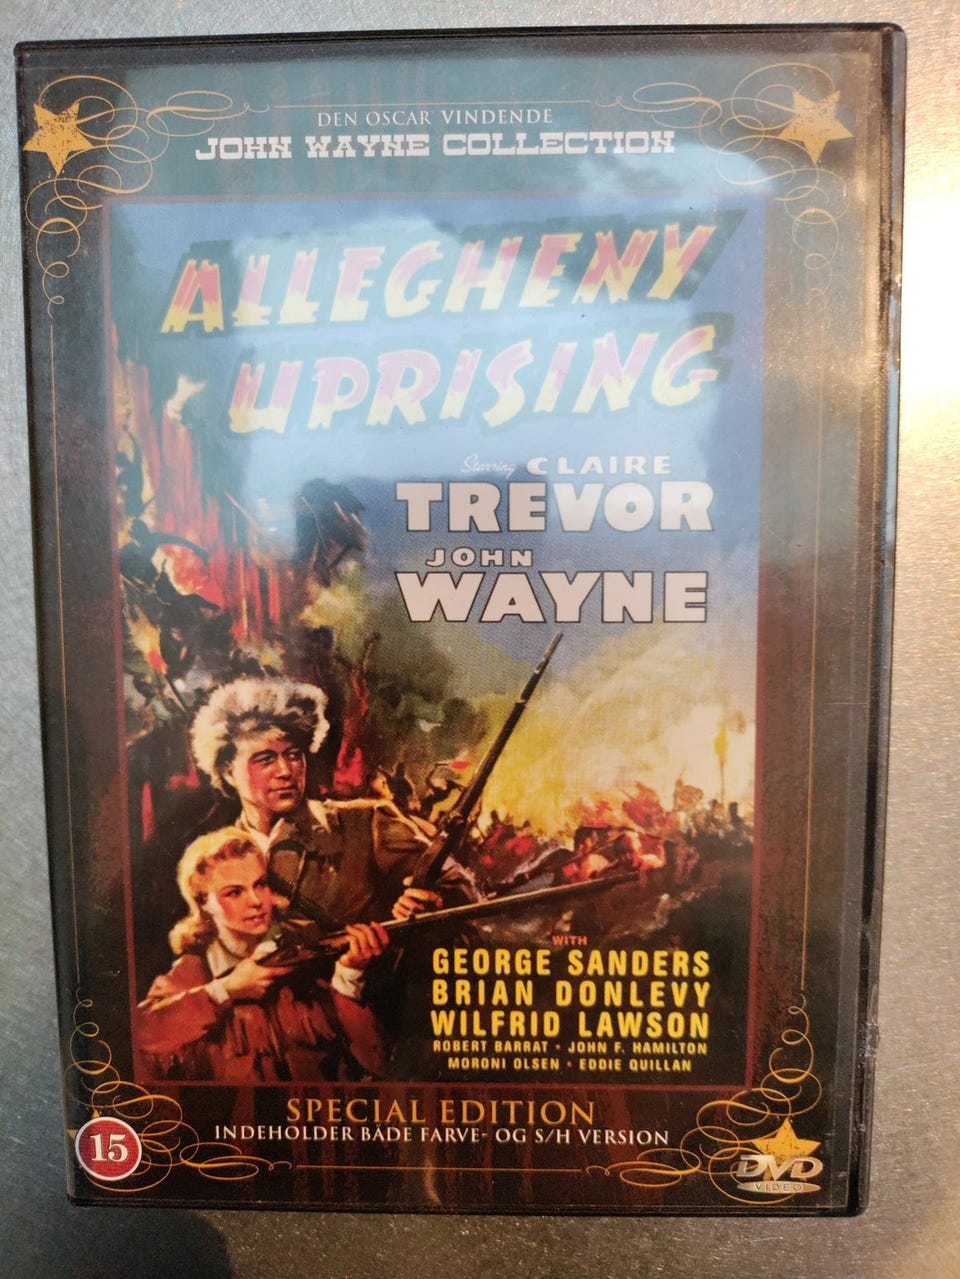 DEN OSCAR VINDENDE
JOHN WAYNE COLLECTION
ALLEGHENY
UPRISING
Starring CLAIRE
TREVOR
JOHN
WAYNE
WITH
GEORGE SANDERS
BRIAN DONLEVY
WILFRID LAWSON
ROBERT BARRAT • JOHN F. HAMILTON
MORONI OLSEN • EDDIE QUILLAN
SPECIAL EDITION
INDEHOLDER BÅDE FARVE- OG S/H VERSION
15
DVD
VIDEO